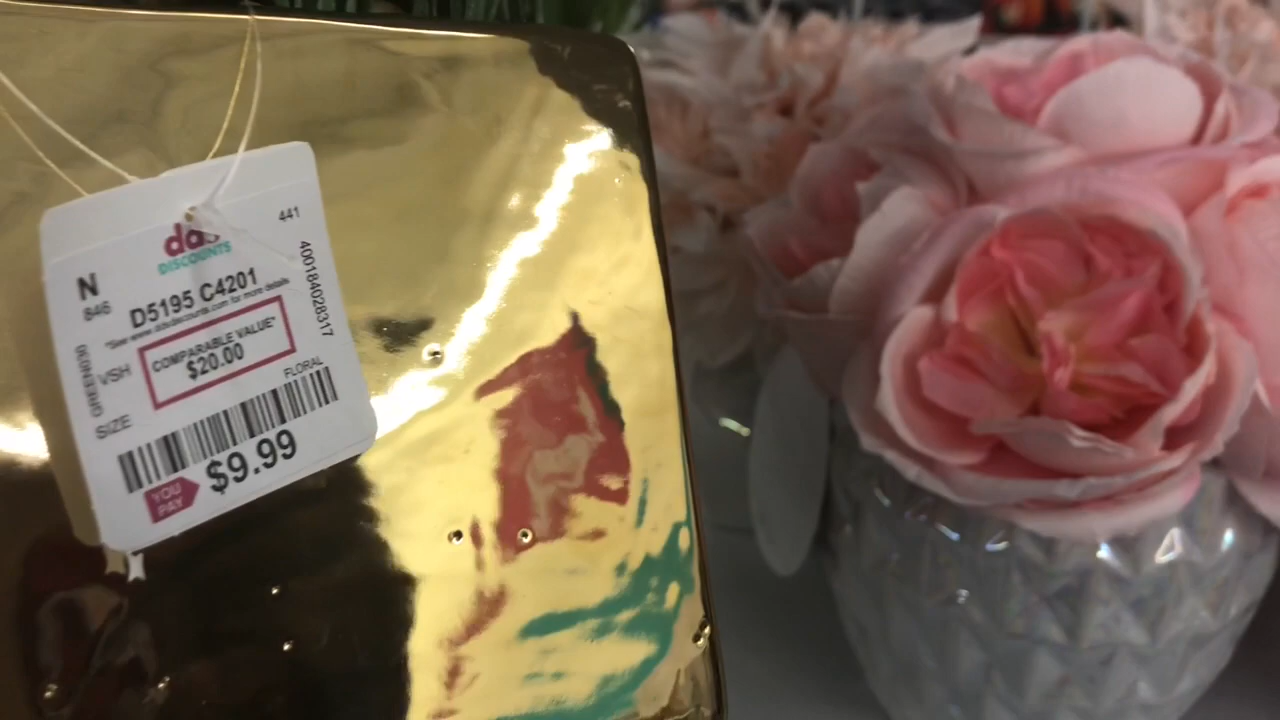 441
dd's
DISCOUNTS
N
846
D5195 C4201
*See www.ddsdiscounts.com for more details
400184028317
COMPARABLE VALUE*
$20.00
GREEN030
VSH
FLORAL
SIZE
YOU
PAY
$9.99